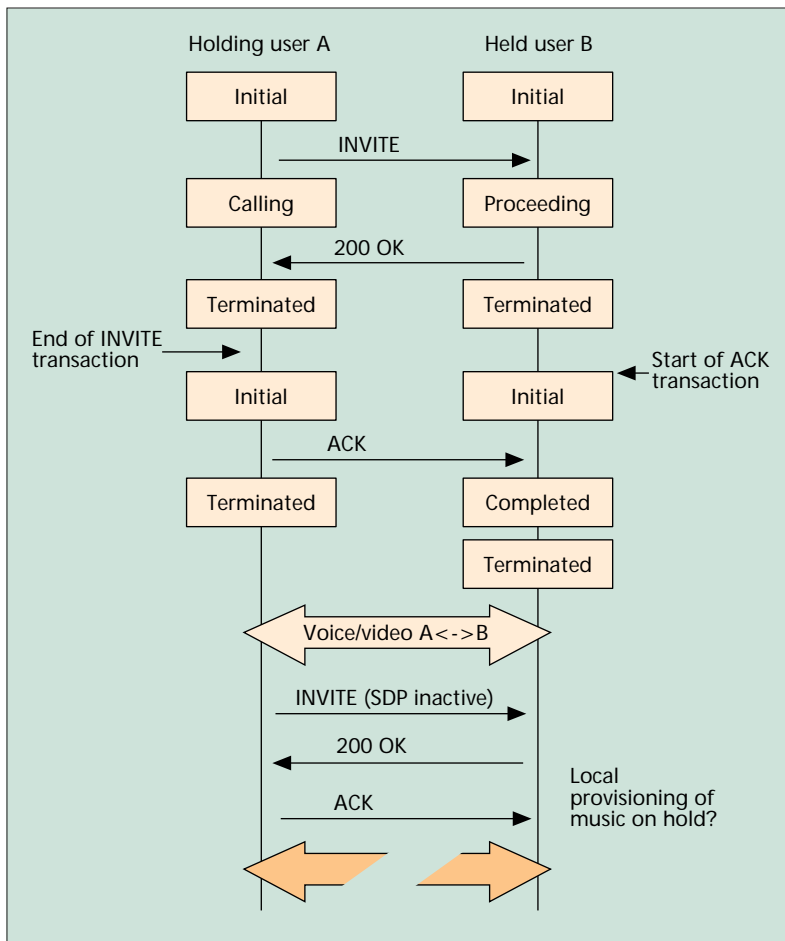 Holding user A
Held user B
Initial
Initial
INVITE
Calling
Proceeding
200 OK
Terminated
Terminated
End of INVITE
transaction
Start of ACK
transaction
Initial
Initial
ACK
Terminated
Completed
Terminated
Voice/video A<->B
INVITE (SDP inactive)
200 OK
Local
provisioning of
music on hold?
ACK